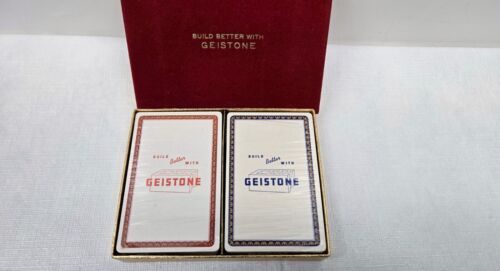 BUILD BETTER WITH
GEISTONE
BUILD
Better
WITH
GEISTONE
BUILD
Better
WITH
GEISTONE